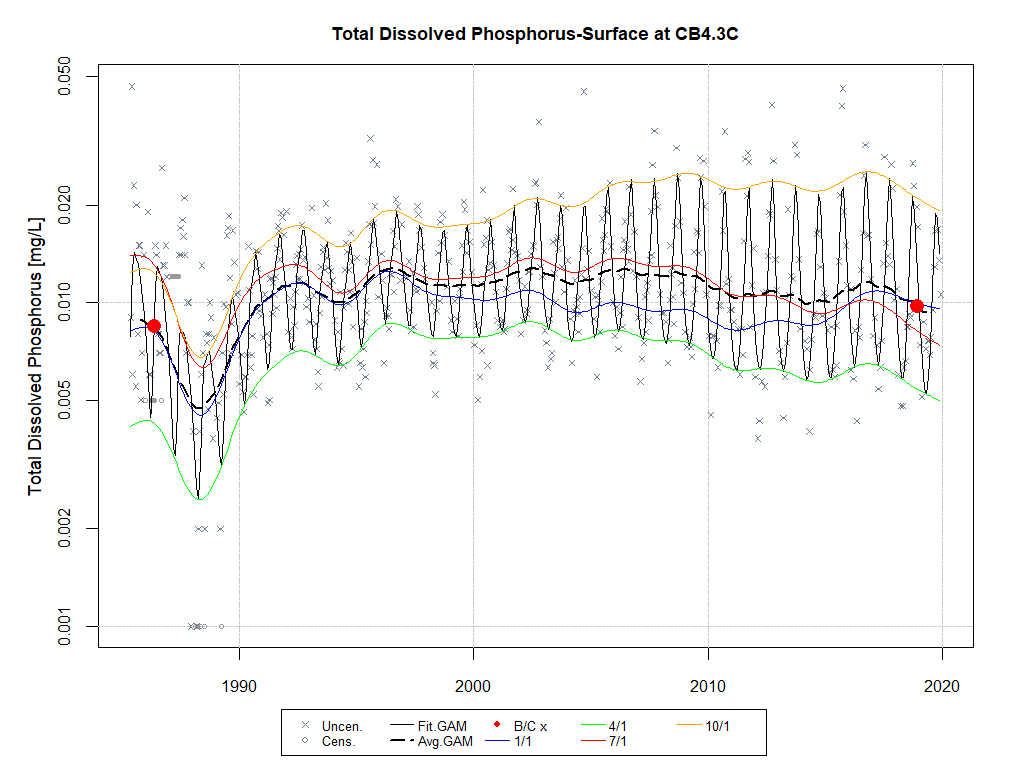 Total Dissolved Phosphorus-Surface at CB4.3C
Total Dissolved Phosphorus [mg/L]
0.050
0.020
0.010
0.005
0.002
0.001
1990 2000 2010 2020
Uncen. Fit.GAM B/C x 4/1 10/1
Cens. Avg.GAM 1/1 7/1